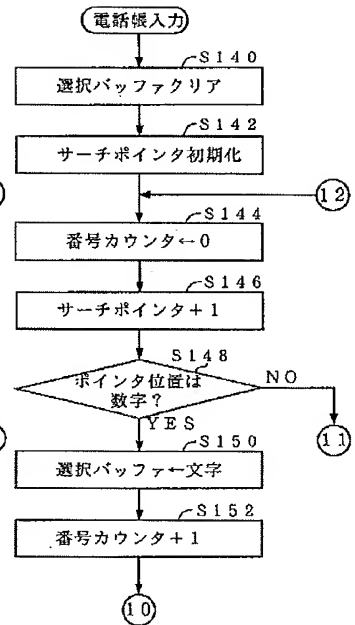 電話帳入力
S140
選択バッファクリア
S142
サーチポインタ初期化
12
S144
番号カウンタ←0
S146
サーチポインタ+1
S148
ポインタ位置は
数字?
NO
YES
11
S150
選択バッファ←文字
S152
番号カウンタ+1
10